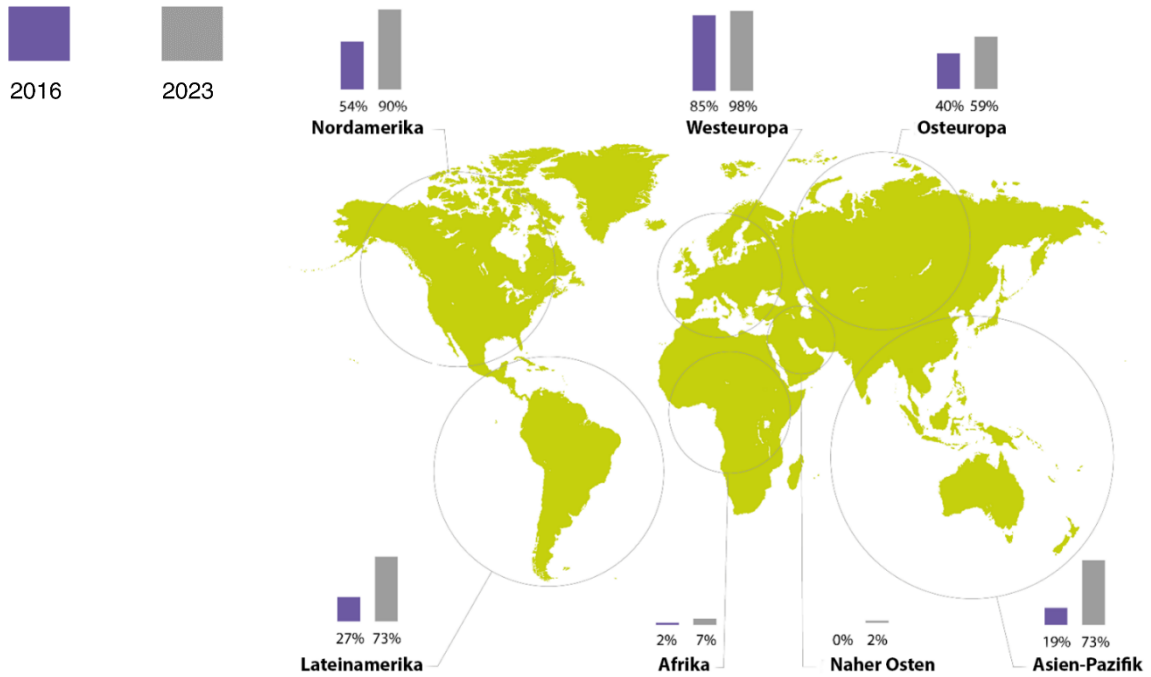 2016
2023
54% 90%
Nordamerika
85% 98%
Westeuropa
40% 59%
Osteuropa
27% 73%
Lateinamerika
2% 7%
Afrika
0% 2%
Naher Osten
19% 73%
Asien-Pazifik